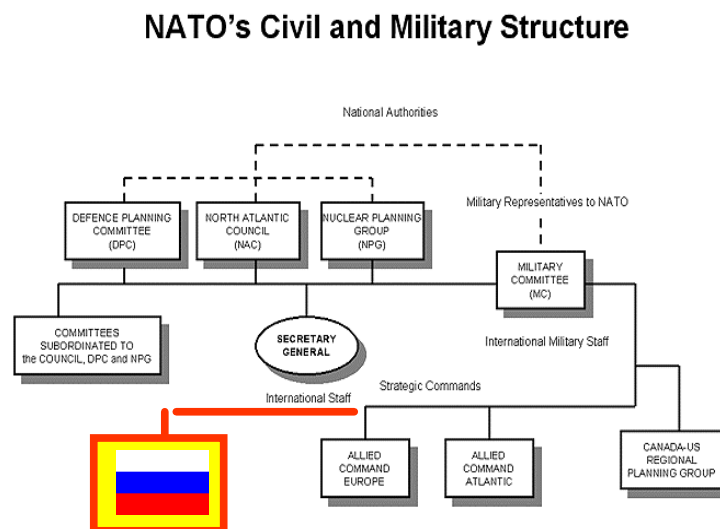 NATO's Civil and Military Structure
National Authorities
Military Representatives to NATO
DEFENCE PLANNING
COMMITTEE
(DPC)
NORTH ATLANTIC
COUNCIL
(NAC)
NUCLEAR PLANNING
GROUP
(NPG)
MILITARY
COMMITTEE
(MC)
COMMITTEES
SUBORDINATED TO
the COUNCIL, DPC and NPG
SECRETARY
GENERAL
International Military Staff
International Staff
Strategic Commands
ALLIED
COMMAND
EUROPE
ALLIED
COMMAND
ATLANTIC
CANADA-US
REGIONAL
PLANNING GROUP